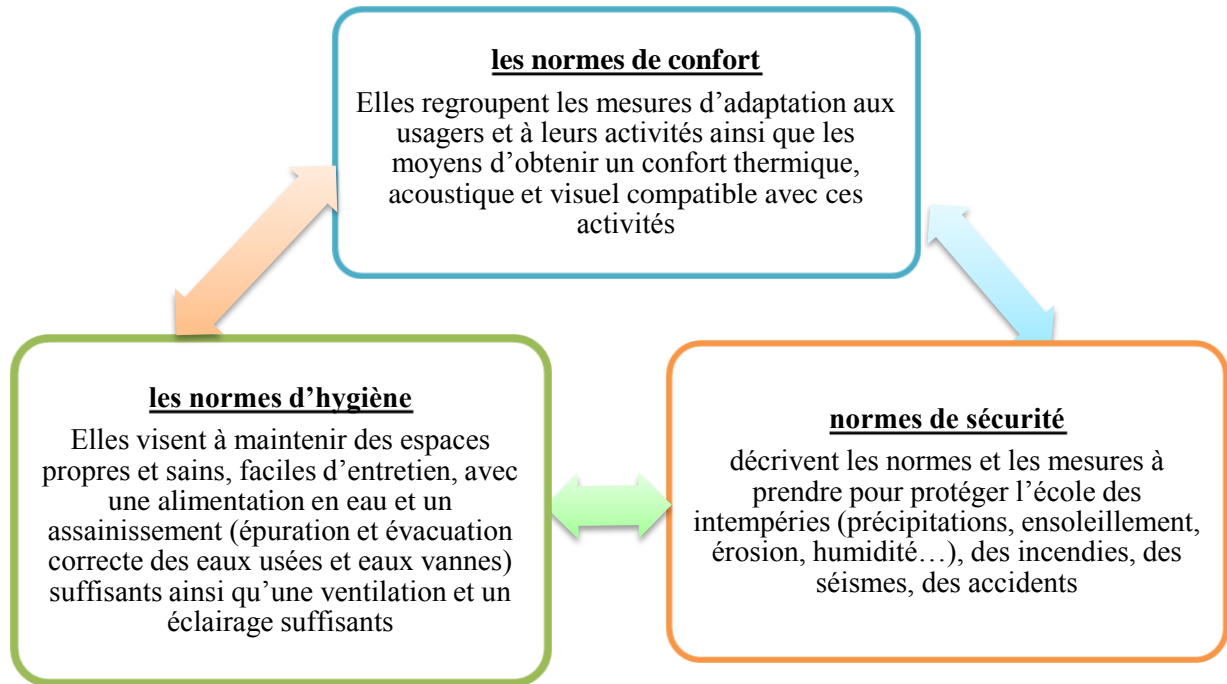 les normes de confort
Elles regroupent les mesures d’adaptation aux
usagers et à leurs activités ainsi que les
moyens d’obtenir un confort thermique,
acoustique et visuel compatible avec ces
activités
les normes d’hygiène
Elles visent à maintenir des espaces
propres et sains, faciles d’entretien, avec
une alimentation en eau et un
assainissement (épuration et évacuation
correcte des eaux usées et eaux vannes)
suffisants ainsi qu’une ventilation et un
éclairage suffisants
normes de sécurité
décrivent les normes et les mesures à
prendre pour protéger l’école des
intempéries (précipitations, ensoleillement,
érosion, humidité…), des incendies, des
séismes, des accidents